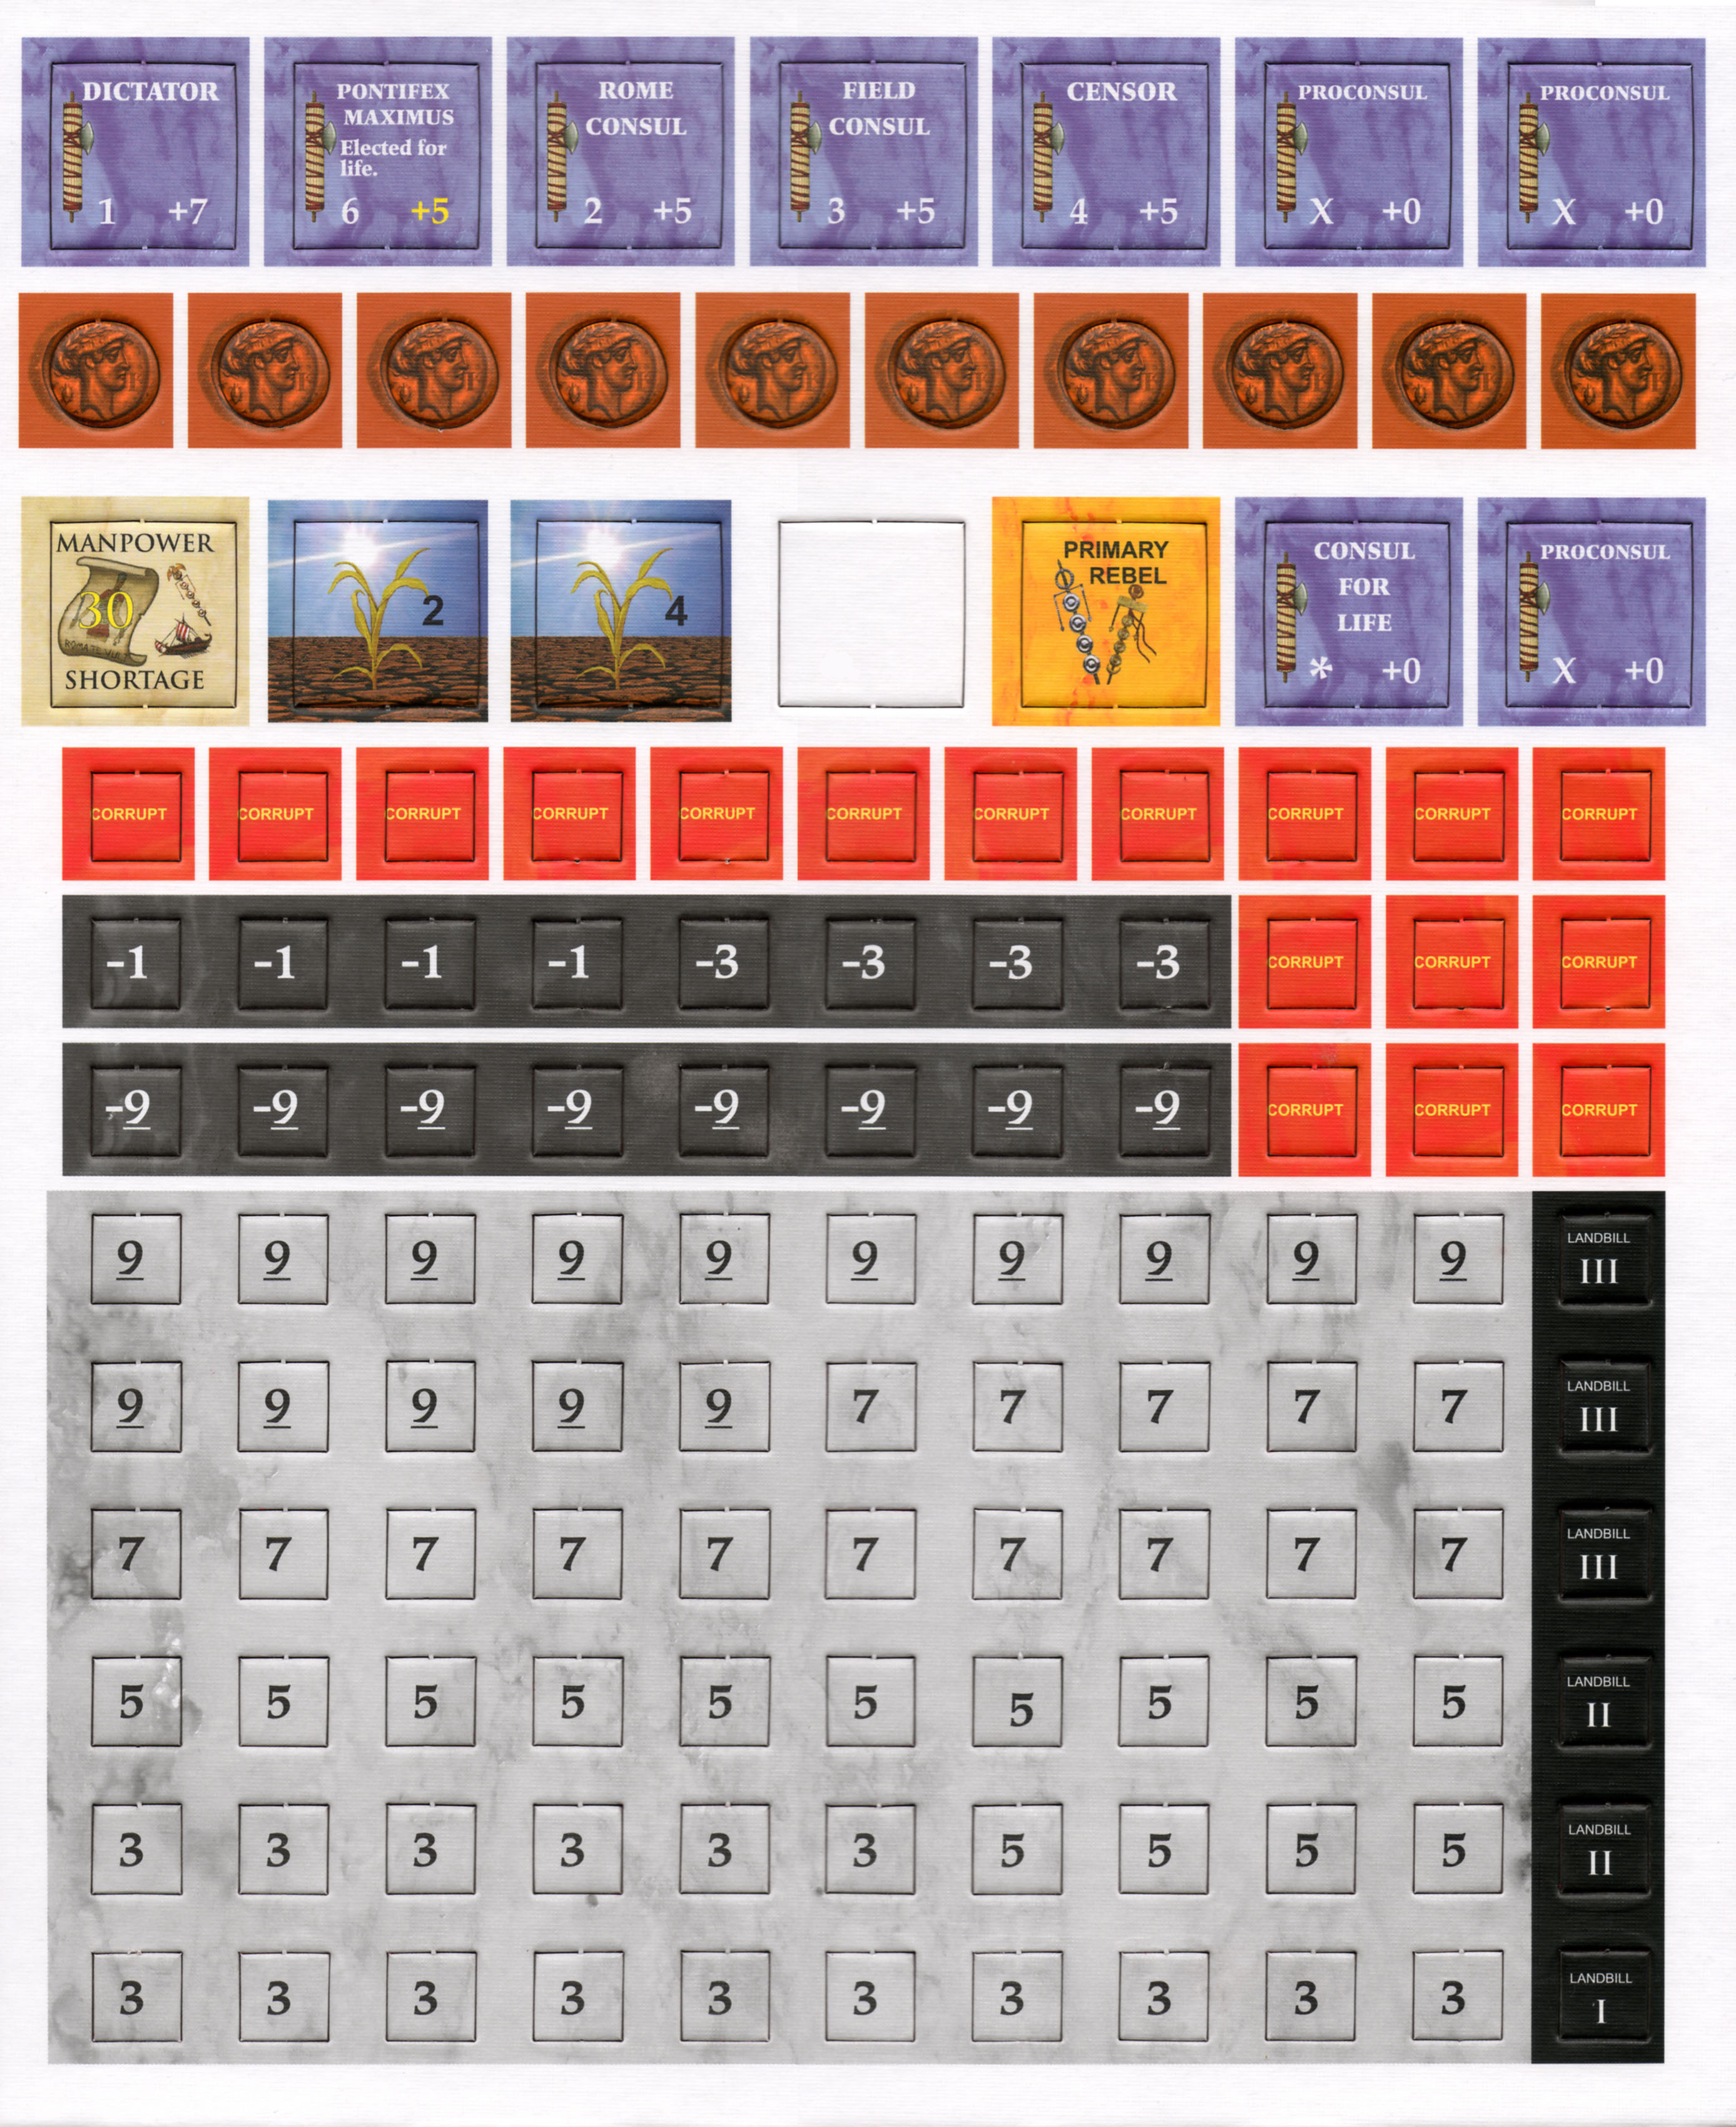 DICTATOR
1 +7
PONTIFEX
MAXIMUS
Elected for
life.
6 +5
ROME
CONSUL
2 +5
FIELD
CONSUL
3 +5
CENSOR
4 +5
PROCONSUL
X +0
PROCONSUL
X +0
MANPOWER
30
SHORTAGE
2
4
PRIMARY
REBEL
CONSUL
FOR
LIFE
* +0
PROCONSUL
X +0
CORRUPT CORRUPT CORRUPT CORRUPT CORRUPT CORRUPT CORRUPT CORRUPT CORRUPT CORRUPT CORRUPT
-1 -1 -1 -1 -3 -3 -3 -3 CORRUPT CORRUPT CORRUPT
-9 -9 -9 -9 -9 -9 -9 -9 CORRUPT CORRUPT CORRUPT
9 9 9 9 9 9 9 9 9 9 LANDBILL
III
9 9 9 9 9 7 7 7 7 7 LANDBILL
III
7 7 7 7 7 7 7 7 7 7 LANDBILL
III
5 5 5 5 5 5 5 5 5 5 LANDBILL
II
3 3 3 3 3 3 5 5 5 5 LANDBILL
II
3 3 3 3 3 3 3 3 3 3 LANDBILL
I